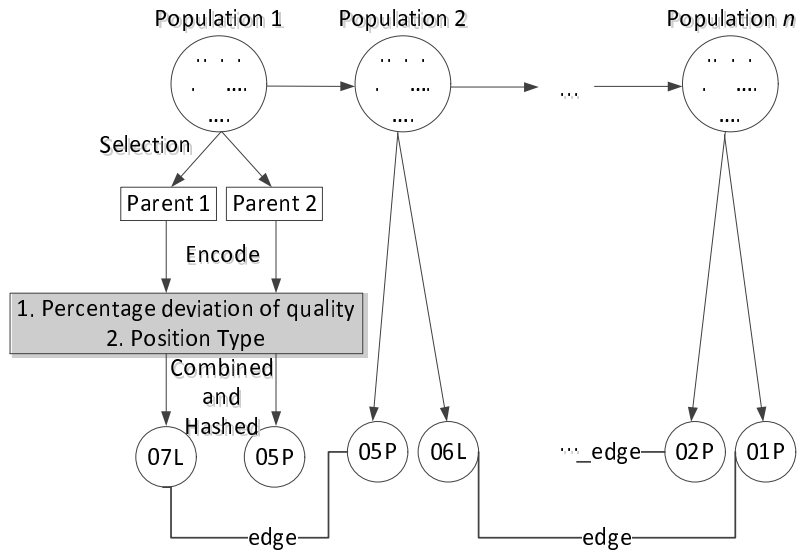 Population 1
Population 2
Population n
...
Selection
Parent 1
Parent 2
Encode
1. Percentage deviation of quality
2. Position Type
Combined
and
Hashed
07L
05P
05P
06L
..._edge
02P
01P
edge
edge